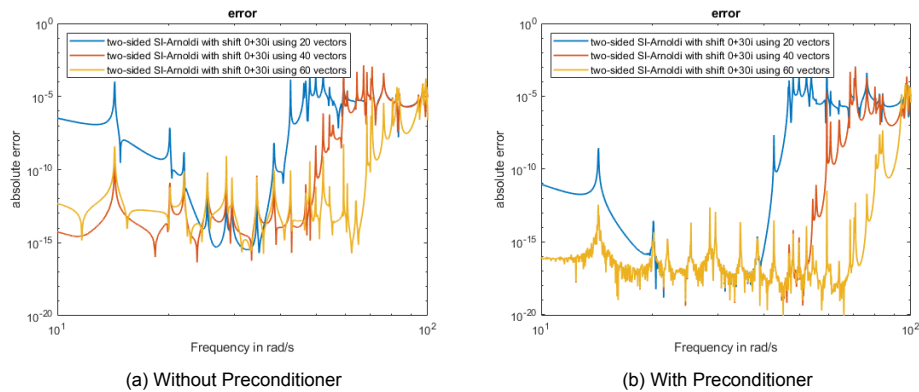 error
10^0
two-sided SI-Arnoldi with shift 0+30i using 20 vectors
two-sided SI-Arnoldi with shift 0+30i using 40 vectors
two-sided SI-Arnoldi with shift 0+30i using 60 vectors
10^-5
absolute error
10^-10
10^-15
10^-20
10^1
10^2
Frequency in rad/s
(a) Without Preconditioner
error
10^0
two-sided SI-Arnoldi with shift 0+30i using 20 vectors
two-sided SI-Arnoldi with shift 0+30i using 40 vectors
two-sided SI-Arnoldi with shift 0+30i using 60 vectors
10^-5
absolute error
10^-10
10^-15
10^-20
10^1
10^2
Frequency in rad/s
(b) With Preconditioner